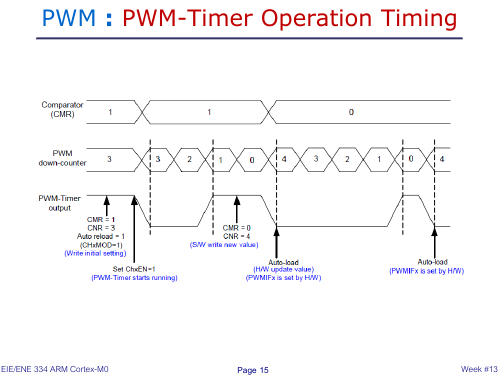 PWM : PWM-Timer Operation Timing
Comparator
(CMR)
1 1 0
PWM
down-counter
3 3 2 1 0 4 3 2 1 0 4
PWM-Timer
output
CMR = 1
CNR = 3
Auto reload = 1
(CHxMOD=1)
(Write initial setting)
Set ChxEN=1
(PWM-Timer starts running)
CMR = 0
CNR = 4
(S/W write new value)
Auto-load
(H/W update value)
(PWMIFx is set by H/W)
Auto-load
(PWMIFx is set by H/W)
EIE/ENE 334 ARM Cortex-M0
Page 15
Week #13